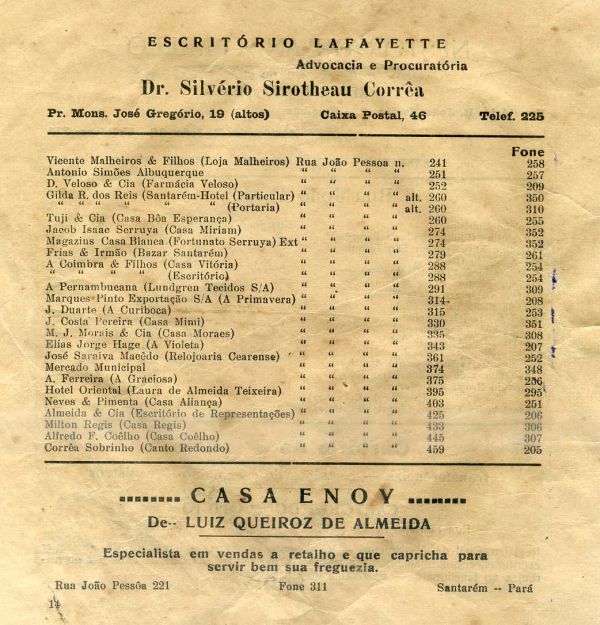 ESCRITÓRIO LAFAYETTE
Advocacia e Procuratória
Dr. Silvério Sirotheau Corrêa
Pr. Mons. José Gregório, 19 (altos) Caixa Postal, 46 Telef. 225
Fone
Vicente Malheiros & Filhos (Loja Malheiros) Rua João Pessoa n. 241 258
Antonio Simões Albuquerque " " " " 251 257
D. Veloso & Cia (Farmácia Veloso) " " " " 252 209
Gilda R. dos Reis (Santarém-Hotel (Particular) " " " alt. 260 350
" " " " (Portaria) " " " alt. 260 310
Tuji & Cia (Casa Bôa Esperança) " " " " 260 255
Jacob Isaac Serruya (Casa Miriam) " " " " 274 352
Magazins Casa Blanca (Fortunato Serruya) Ext " " " " 274 352
Frias & Irmão (Bazar Santarém) " " " " 279 261
A Coimbra & Filhos (Casa Vitória) " " " " 288 254
" " " " (Escritório) " " " " 288 254
A Pernambucana (Lundgren Tecidos S/A) " " " " 291 309
Marques Pinto Exportação S/A (A Primavera) " " " " 314 208
J. Duarte (A Curiboca) " " " " 315 253
J. Costa Pereira (Casa Mimi) " " " " 330 351
M. J. Morais & Cia (Casa Moraes) " " " " 335 308
Elias Jorge Hage (A Violeta) " " " " 343 207
José Saraiva Macêdo (Relojoaria Cearense) " " " " 361 252
Mercado Municipal " " " " 374 348
A. Ferreira (A Graciosa) " " " " 375 256
Hotel Oriental (Laura de Almeida Teixeira) " " " " 395 295
Neves & Pimenta (Casa Aliança) " " " " 403 251
Almeida & Cia (Escritório de Representações) " " " " 425 206
Milton Regis (Casa Regis) " " " " 433 306
Alfredo F. Coêlho (Casa Coêlho) " " " " 445 307
Corrêa Sobrinho (Canto Redondo) " " " " 459 205
........ CASA ENOY ........
De-- LUIZ QUEIROZ DE ALMEIDA
Especialista em vendas a retalho e que capricha para
servir bem sua freguezia.
Rua João Pessôa 221 Fone 311 Santarém -- Pará
14